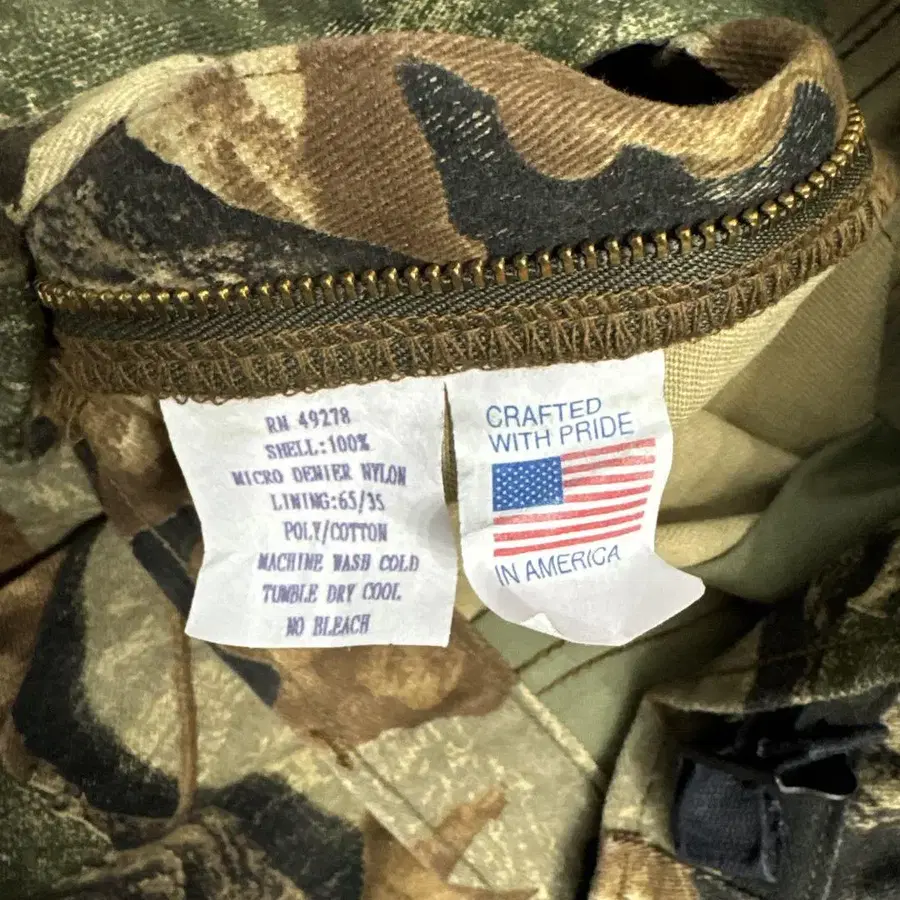 RN 49278
SHELL:100%
MICRO DENIER NYLON
LINING:65/35
POLY/COTTON
MACHINE WASH COLD
TUMBLE DRY COOL
NO BLEACH
CRAFTED
WITH PRIDE
IN AMERICA